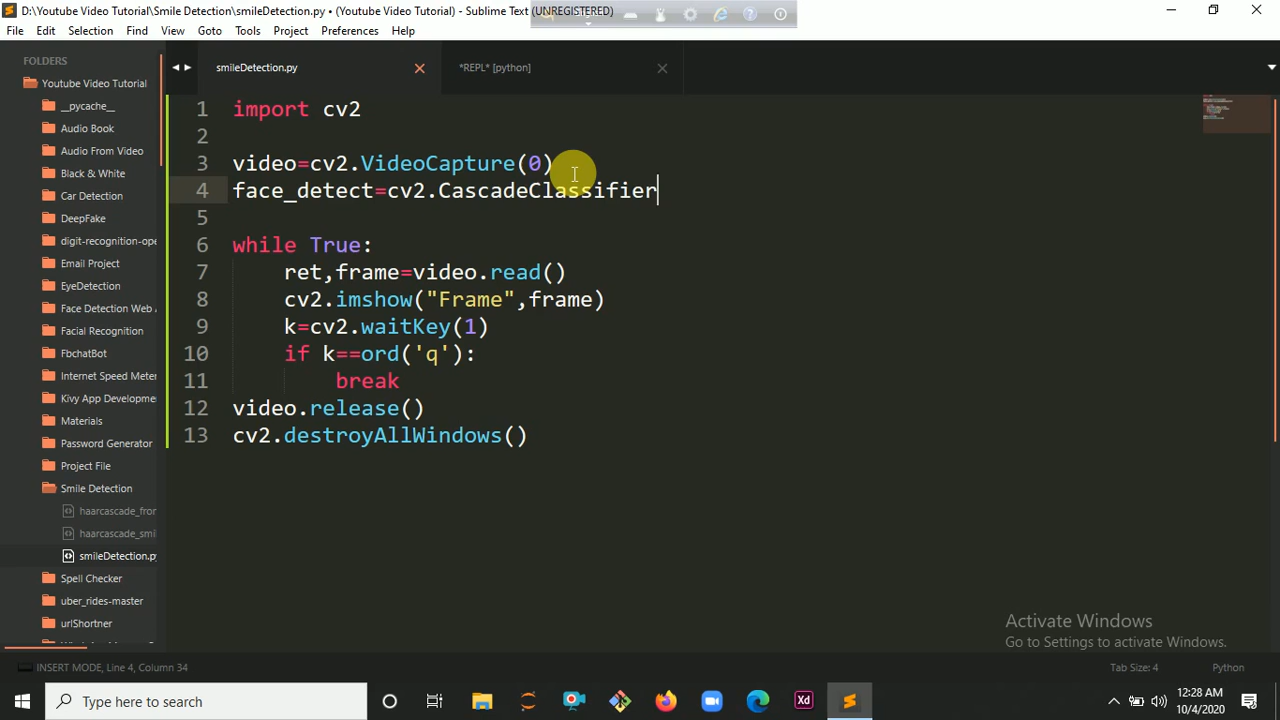 D:\Youtube Video Tutorial\Smile Detection\smileDetection.py • (Youtube Video Tutorial) - Sublime Text (UNREGISTERED)
File Edit Selection Find View Goto Tools Project Preferences Help
FOLDERS
Youtube Video Tutorial
__pycache__
Audio Book
Audio From Video
Black & White
Car Detection
DeepFake
digit-recognition-ope
Email Project
EyeDetection
Face Detection Web
Facial Recognition
FbchatBot
Internet Speed Meter
Kivy App Developme
Materials
Password Generator
Project File
Smile Detection
haarcascade_fror
haarcascade_smil
smileDetection.py
Spell Checker
uber_rides-master
urlShortner
smileDetection.py
*REPL* [python]
1 import cv2
2
3 video=cv2.VideoCapture(0)
4 face_detect=cv2.CascadeClassifier
5
6 while True:
7 ret,frame=video.read()
8 cv2.imshow("Frame",frame)
9 k=cv2.waitKey(1)
10 if k==ord('q'):
11 break
12 video.release()
13 cv2.destroyAllWindows()
Activate Windows
Go to Settings to activate Windows.
INSERT MODE, Line 4, Column 34
Tab Size: 4
Python
Type here to search
Xd
12:28 AM
10/4/2020